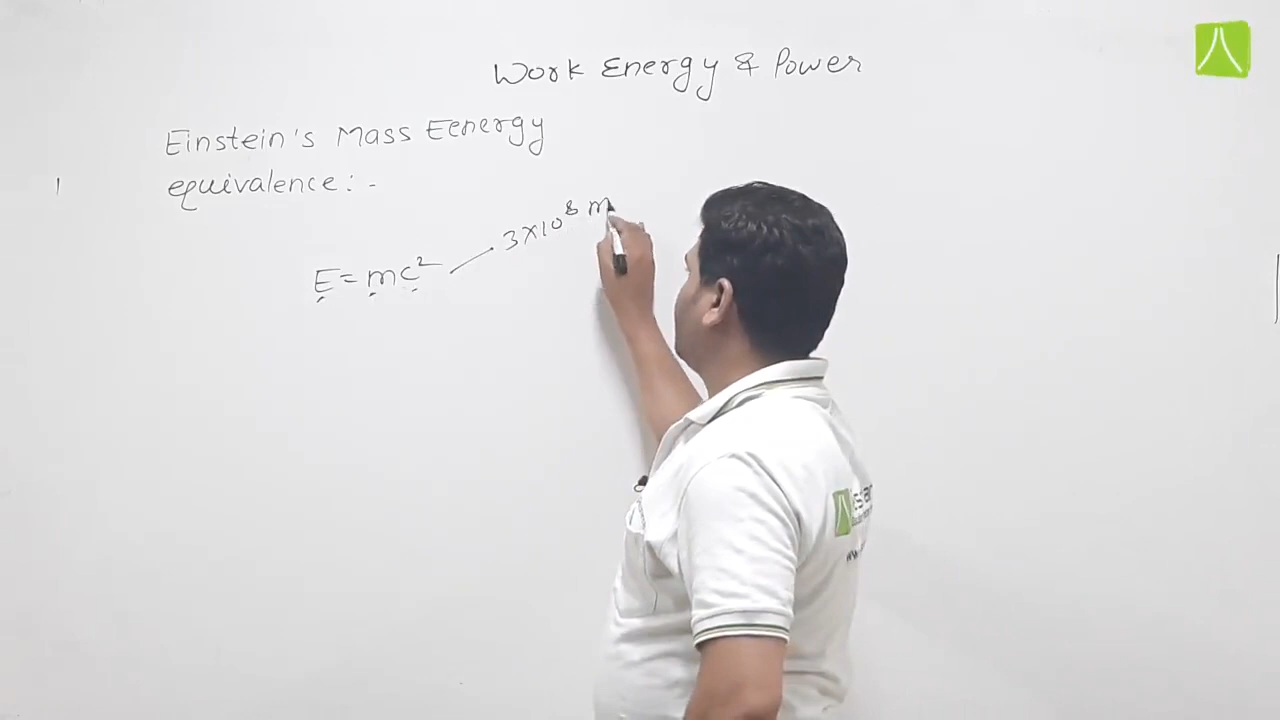 Work Energy & Power
Einstein's Mass Eenergy
equivalence:-
E = mc² 3×10⁸ m